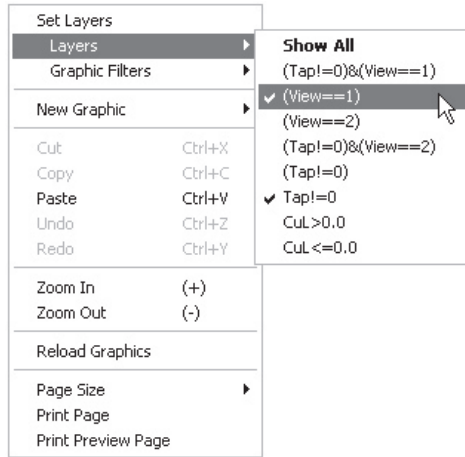 Set Layers
Layers
Graphic Filters
New Graphic
Cut Ctrl+X
Copy Ctrl+C
Paste Ctrl+V
Undo Ctrl+Z
Redo Ctrl+Y
Zoom In (+)
Zoom Out (-)
Reload Graphics
Page Size
Print Page
Print Preview Page
Show All
(Tap!=0)&(View==1)
(View==1)
(View==2)
(Tap!=0)&(View==2)
(Tap!=0)
Tap!=0
CuL>0.0
CuL<=0.0